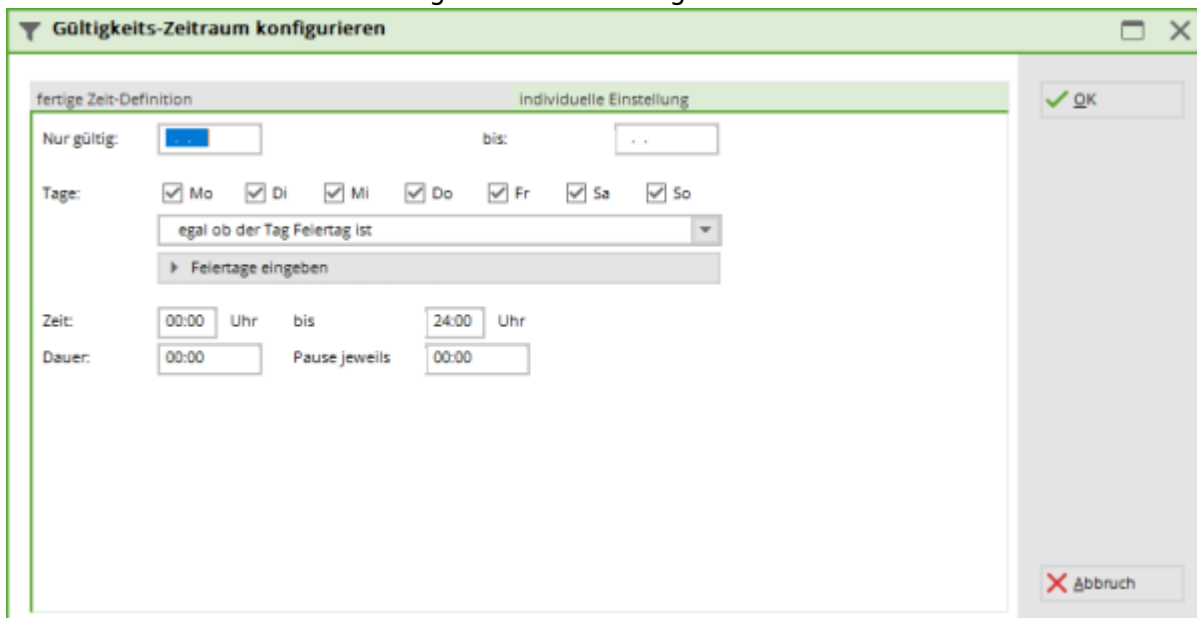 Gültigkeits-Zeitraum konfigurieren
fertige Zeit-Definition individuelle Einstellung
OK
Nur gültig: . . bis: . .
Tage: Mo Di Mi Do Fr Sa So
egal ob der Tag Feiertag ist
Feiertage eingeben
Zeit: 00:00 Uhr bis 24:00 Uhr
Dauer: 00:00 Pause jeweils 00:00
Abbruch